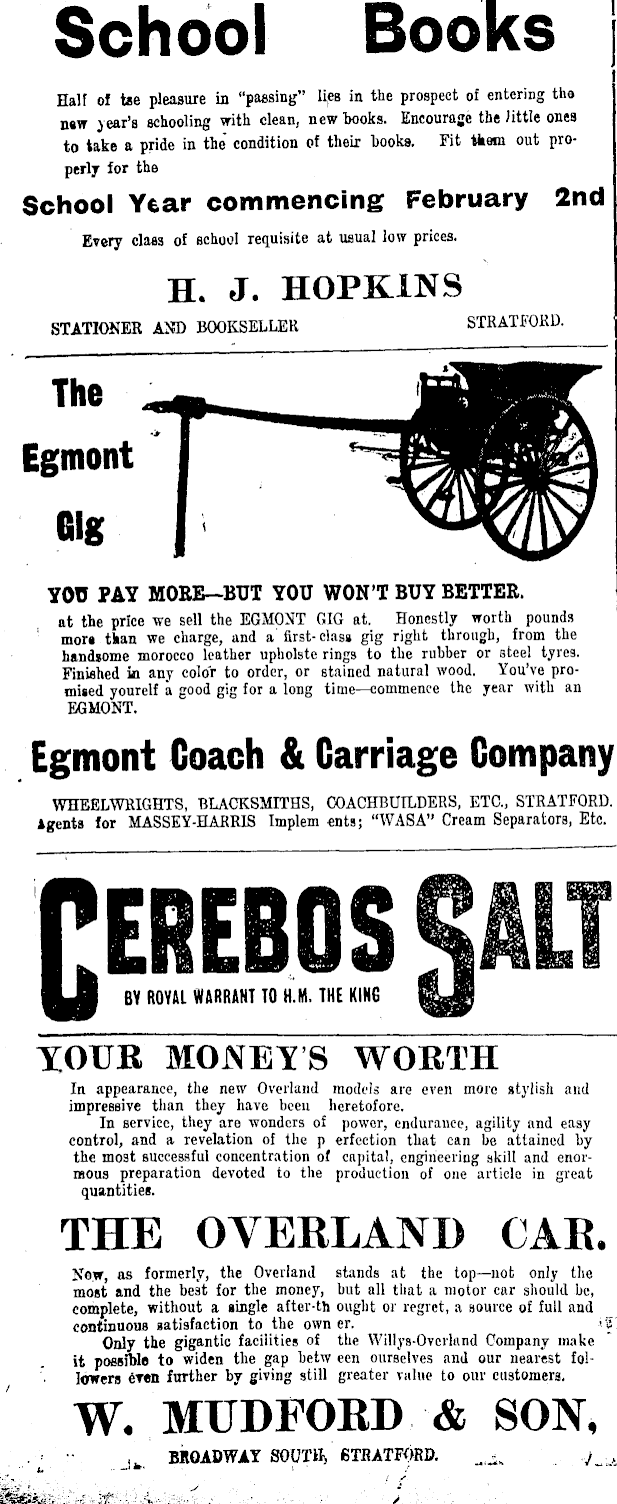 School Books
Half of tse pleasure in "passing" lies in the prospect of entering the
new year's schooling with clean, new books. Encourage the little ones
to take a pride in the condition of their books. Fit them out pro-
perly for the
School Year commencing February 2nd
Every class of school requisite at usual low prices.
H. J. HOPKINS
STATIONER AND BOOKSELLER STRATFORD.
The
Egmont
Gig
YOU PAY MORE—BUT YOU WON'T BUY BETTER.
at the price we sell the EGMONT GIG at. Honestly worth pounds
more than we charge, and a first-class gig right through, from the
handsome morocco leather upholste rings to the rubber or steel tyres.
Finished in any color to order, or stained natural wood. You've pro-
mised yourelf a good gig for a long time—commence the year with an
EGMONT.
Egmont Coach & Carriage Company
WHEELWRIGHTS, BLACKSMITHS, COACHBUILDERS, ETC., STRATFORD.
Agents for MASSEY-HARRIS Implem ents; "WASA" Cream Separators, Etc.
CEREBOS SALT
BY ROYAL WARRANT TO H.M. THE KING
YOUR MONEY'S WORTH
In appearance, the new Overland models are even more stylish and
impressive than they have been heretofore.
In service, they are wonders of power, endurance, agility and easy
control, and a revelation of the p erfection that can be attained by
the most successful concentration of capital, engineering skill and enor-
mous preparation devoted to the production of one article in great
quantities.
THE OVERLAND CAR.
Now, as formerly, the Overland stands at the top—not only the
most and the best for the money, but all that a motor car should be,
complete, without a single after-th ought or regret, a source of full and
continuous satisfaction to the own er.
Only the gigantic facilities of the Willys-Overland Company make
it possible to widen the gap betw een ourselves and our nearest fol-
lowers even further by giving still greater value to our customers.
W. MUDFORD & SON,
BROADWAY SOUTH, STRATFORD.